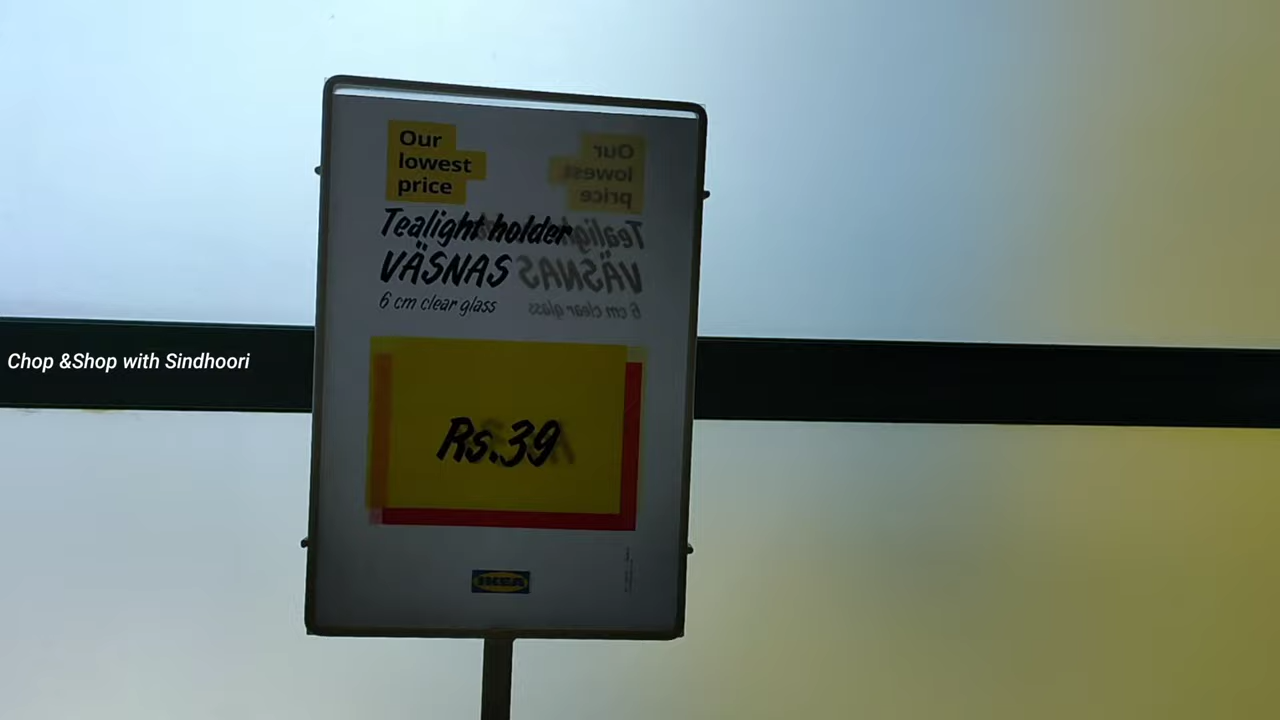 Our
lowest
price
Tealight holder
VÄSNAS
6 cm clear glass
Chop &Shop with Sindhoori
Rs.39
IKEA